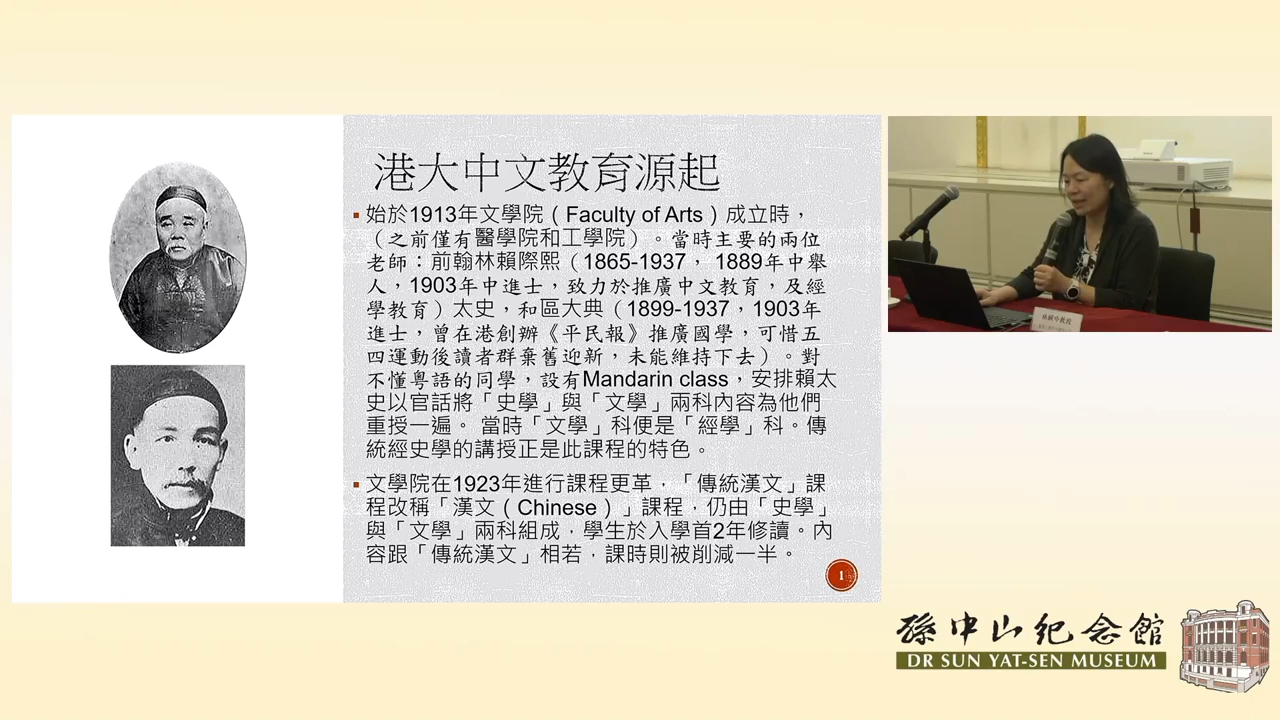 港大中文教育源起
▪ 始於1913年文學院（Faculty of Arts）成立時，
（之前僅有醫學院和工學院）。當時主要的兩位
老師：前翰林賴際熙（1865-1937， 1889年中舉
人，1903年中進士，致力於推廣中文教育，及經
學教育）太史，和區大典（1899-1937，1903年
進士，曾在港創辦《平民報》推廣國學，可惜五
四運動後讀者群棄舊迎新，未能維持下去）。對
不懂粵語的同學，設有Mandarin class，安排賴太
史以官話將「史學」與「文學」兩科內容為他們
重授一遍。 當時「文學」科便是「經學」科。傳
統經史學的講授正是此課程的特色。
▪ 文學院在1923年進行課程更革，「傳統漢文」課
程改稱「漢文（Chinese）」課程，仍由「史學」
與「文學」兩科組成，學生於入學首2年修讀。內
容跟「傳統漢文」相若，課時則被削減一半。
1
孫中山紀念館
DR SUN YAT-SEN MUSEUM